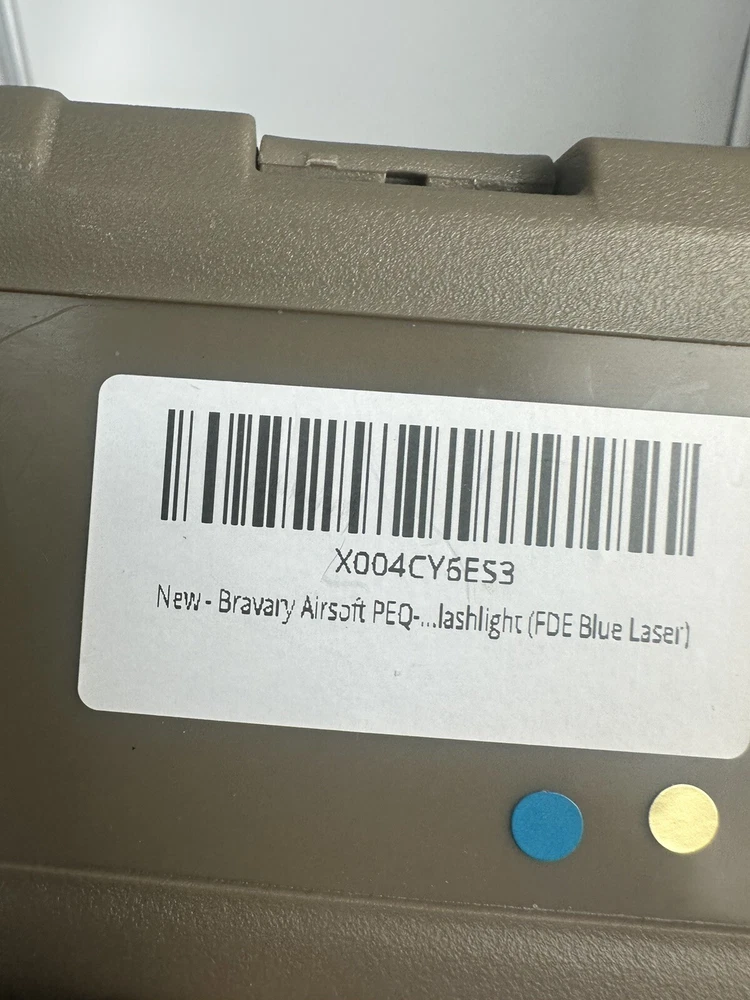 X004CY6ES3
New - Bravary Airsoft PEQ-...lashlight (FDE Blue Laser)